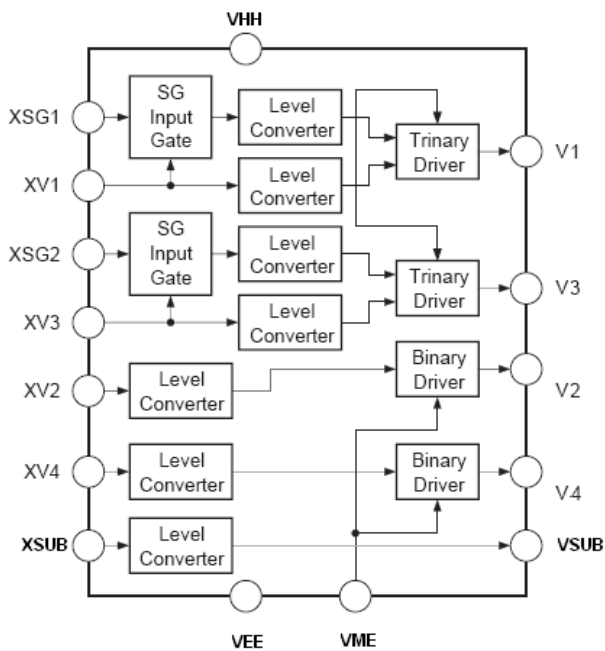 VHH
XSG1
SG
Input
Gate
Level
Converter
Trinary
Driver
V1
XV1
Level
Converter
XSG2
SG
Input
Gate
Level
Converter
Trinary
Driver
V3
XV3
Level
Converter
XV2
Level
Converter
Binary
Driver
V2
XV4
Level
Converter
Binary
Driver
V4
XSUB
Level
Converter
VSUB
VEE
VME